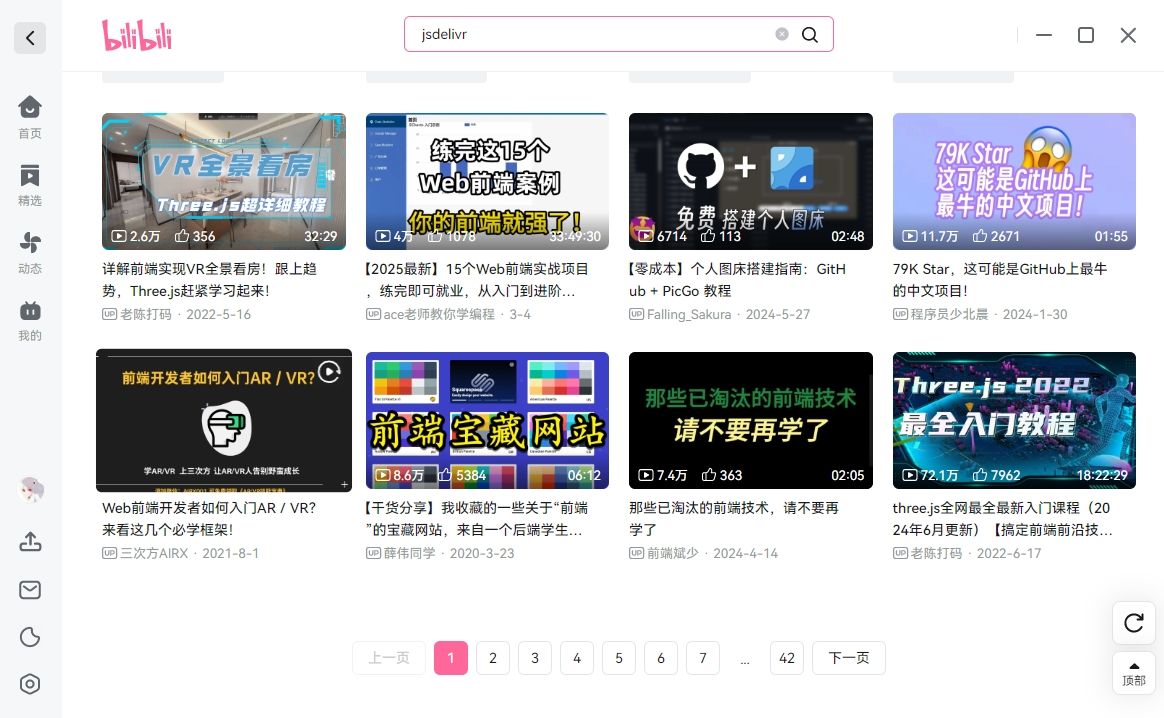 bilibili
jsdelivr
首页
精选
动态
我的
VR全景看房
Three.js超详细教程
2.6万 356 32:29
详解前端实现VR全景看房！跟上趋
势，Three.js赶紧学习起来！
UP 老陈打码 · 2022-5-16
首页
练完这15个
Web前端案例
你的前端就强了！
4万 1078 33:49:30
【2025最新】15个Web前端实战项目
，练完即可就业，从入门到进阶...
UP ace老师教你学编程 · 3-4
免费 搭建个人图床
6714 113 02:48
【零成本】个人图床搭建指南：GitH
ub + PicGo 教程
UP Falling_Sakura · 2024-5-27
79K Star
这可能是GitHub上
最牛的中文项目！
11.7万 2671 01:55
79K Star，这可能是GitHub上最牛
的中文项目！
UP 程序员少北晨 · 2024-1-30
前端开发者如何入门AR / VR?
学AR/VR 上三次方 让AR/VR人告别野蛮成长
Web前端开发者如何入门AR / VR？
来看这几个必学框架！
UP 三次方AIRX · 2021-8-1
Squarespace
前端宝藏网站
8.6万 5384 06:12
【干货分享】我收藏的一些关于“前端
”的宝藏网站，来自一个后端学生...
UP 薛伟同学 · 2020-3-23
那些已淘汰的前端技术
请不要再学了
7.4万 363 02:05
那些已淘汰的前端技术，请不要再
学了
UP 前端斌少 · 2024-4-14
Three.js 2022
最全入门教程
72.1万 7962 18:22:29
three.js全网最全最新入门课程（20
24年6月更新）【搞定前端前沿技...
UP 老陈打码 · 2022-6-17
上一页 1 2 3 4 5 6 7 ... 42 下一页
顶部